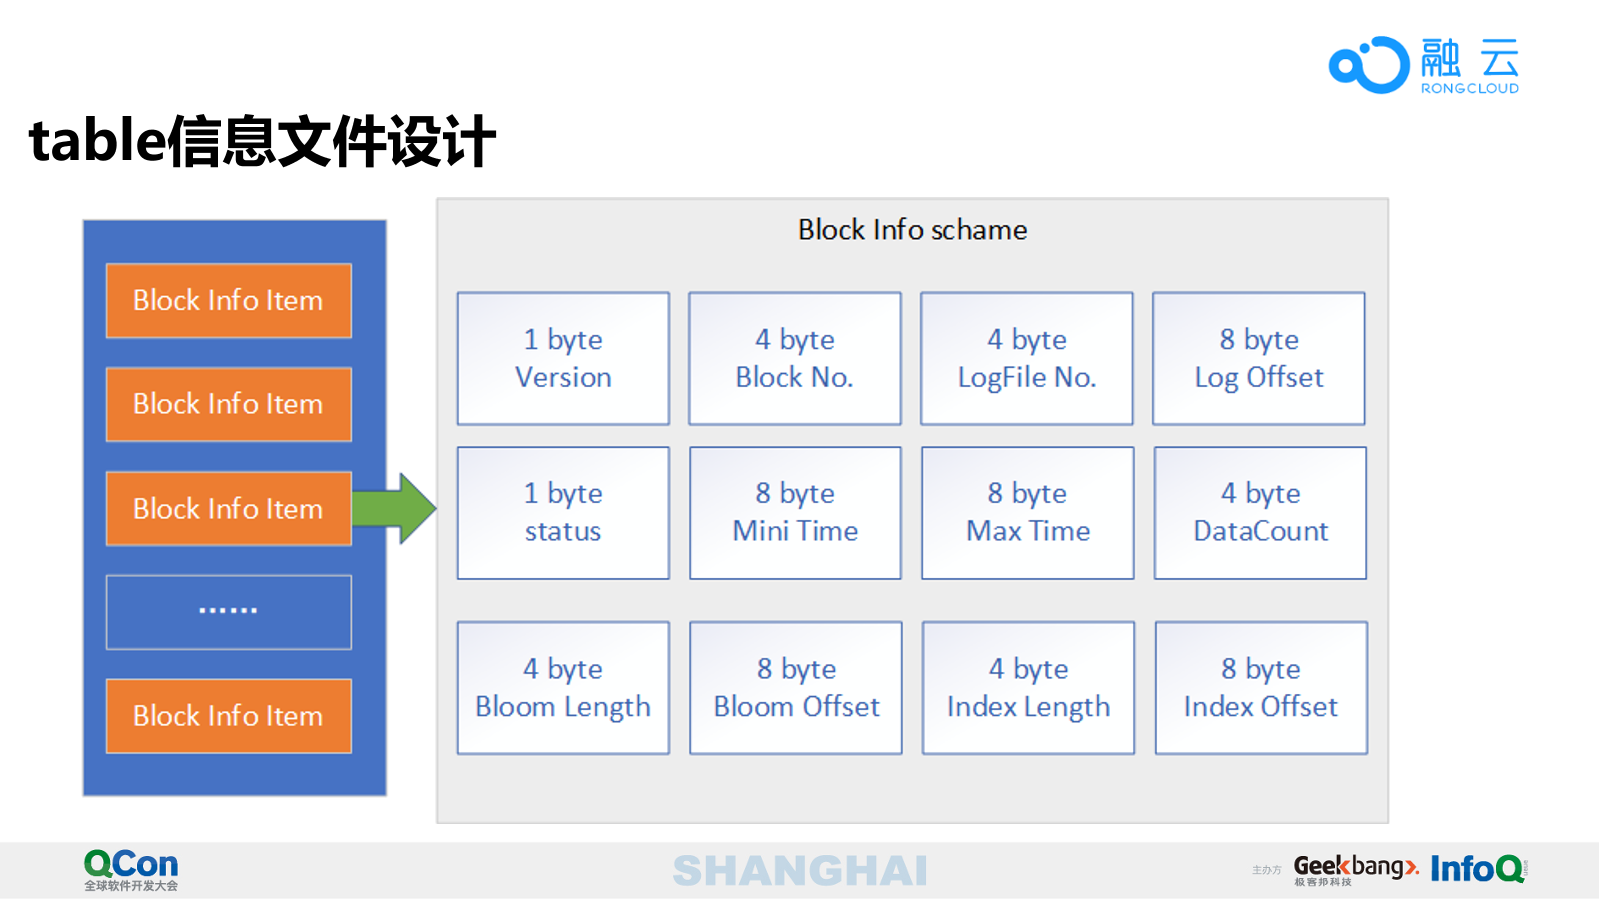 融 云
RONGCLOUD
table信息文件设计
Block Info Item
Block Info Item
Block Info Item
······
Block Info Item
Block Info schame
1 byte
Version
4 byte
Block No.
4 byte
LogFile No.
8 byte
Log Offset
1 byte
status
8 byte
Mini Time
8 byte
Max Time
4 byte
DataCount
4 byte
Bloom Length
8 byte
Bloom Offset
4 byte
Index Length
8 byte
Index Offset
QCon
全球软件开发大会
SHANGHAI
主办方
Geekbang>.
极客邦科技
InfoQ